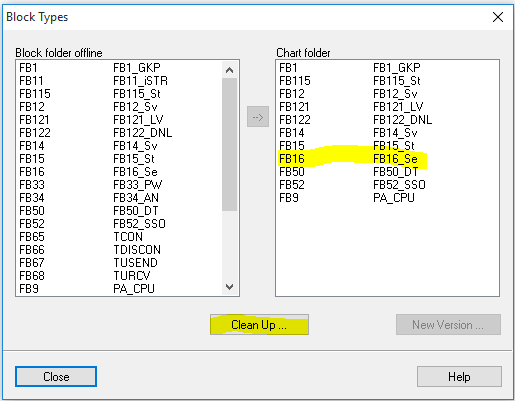 Block Types
Block folder offline
FB1 FB1_GKP
FB11 FB11_iSTR
FB115 FB115_St
FB12 FB12_Sv
FB121 FB121_LV
FB122 FB122_DNL
FB14 FB14_Sv
FB15 FB15_St
FB16 FB16_Se
FB33 FB33_PW
FB34 FB34_AN
FB50 FB50_DT
FB52 FB52_SSO
FB65 TCON
FB66 TDISCON
FB67 TUSEND
FB68 TURCV
FB9 PA_CPU
-->
Chart folder
FB1 FB1_GKP
FB115 FB115_St
FB12 FB12_Sv
FB121 FB121_LV
FB122 FB122_DNL
FB14 FB14_Sv
FB15 FB15_St
FB16 FB16_Se
FB50 FB50_DT
FB52 FB52_SSO
FB9 PA_CPU
Clean Up ...
New Version ...
Close
Help